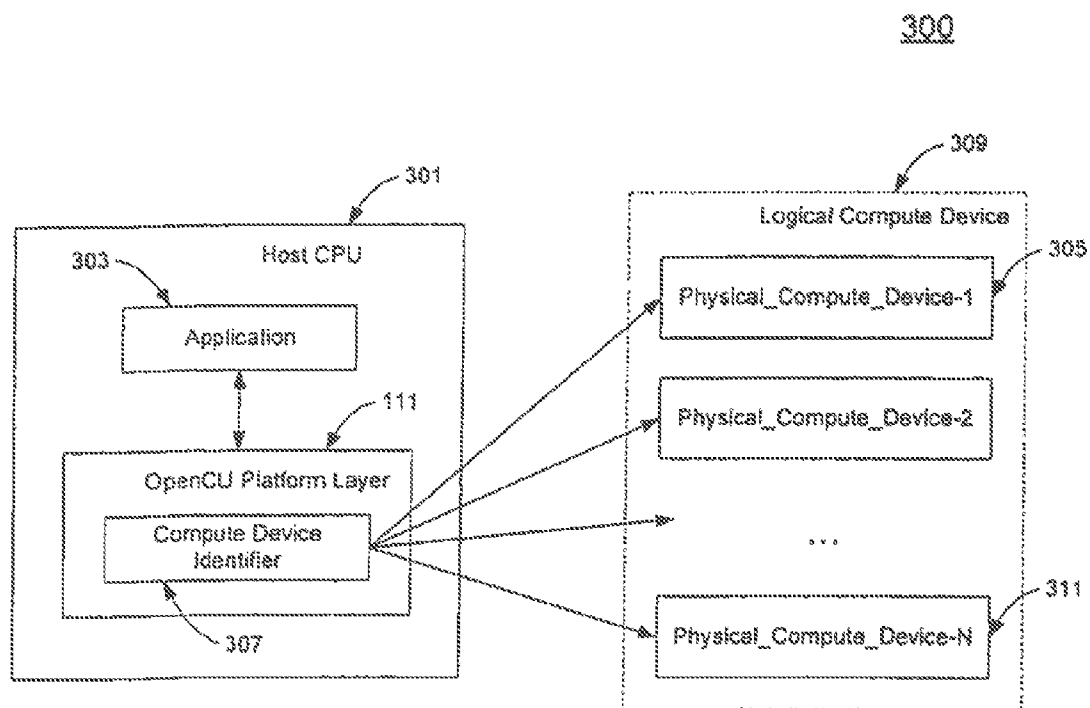 300
309
301
Logical Compute Device
Host CPU
303
305
Physical_Compute_Device-1
Application
111
Physical_Compute_Device-2
OpenCU Platform Layer
Compute Device
Identifier
...
311
Physical_Compute_Device-N
307